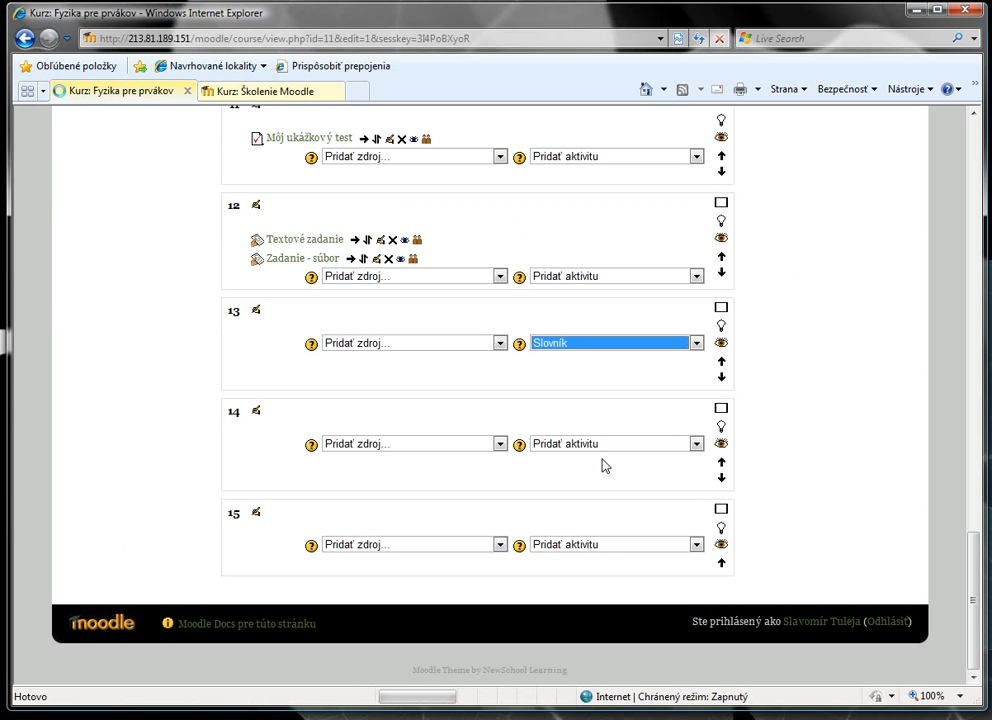 Kurz: Fyzika pre prvákov - Windows Internet Explorer
http://213.81.189.151/moodle/course/view.php?id=11&edit=1&sesskey=3I4PoBXyoR
Live Search
Obľúbené položky
Navrhované lokality
Prispôsobiť prepojenia
Kurz: Fyzika pre prvákov
Kurz: Školenie Moodle
Strana
Bezpečnosť
Nástroje
»
Môj ukážkový test
Pridať zdroj...
Pridať aktivitu
12
Textové zadanie
Zadanie - súbor
Pridať zdroj...
Pridať aktivitu
13
Pridať zdroj...
Slovník
14
Pridať zdroj...
Pridať aktivitu
15
Pridať zdroj...
Pridať aktivitu
moodle
Moodle Docs pre túto stránku
Ste prihlásený ako Slavomír Tuleja (Odhlásiť)
Moodle Theme by NewSchool Learning
Hotovo
Internet | Chránený režim: Zapnutý
100%